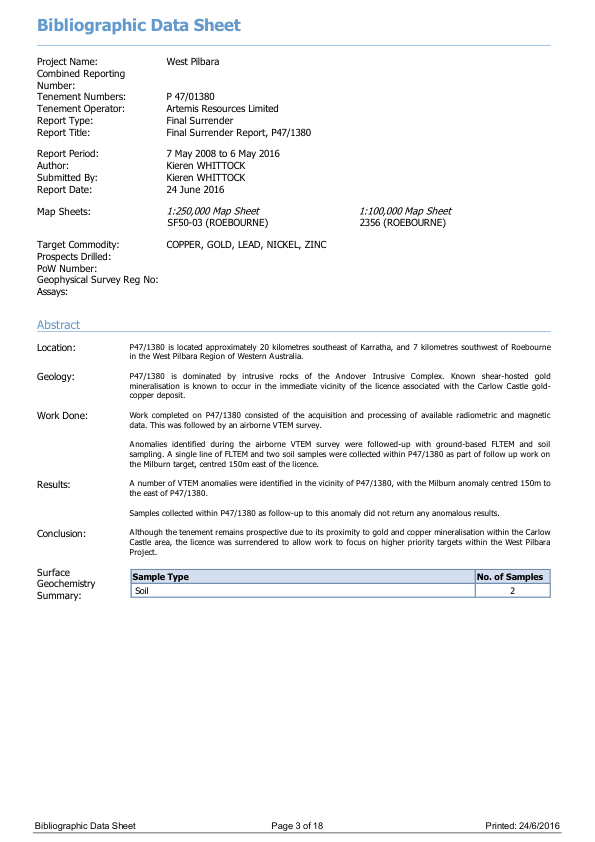 Bibliographic Data Sheet
Project Name: West Pilbara
Combined Reporting
Number:
Tenement Numbers: P 47/01380
Tenement Operator: Artemis Resources Limited
Report Type: Final Surrender
Report Title: Final Surrender Report, P47/1380
Report Period: 7 May 2008 to 6 May 2016
Author: Kieren WHITTOCK
Submitted By: Kieren WHITTOCK
Report Date: 24 June 2016
Map Sheets: 1:250,000 Map Sheet 1:100,000 Map Sheet
SF50-03 (ROEBOURNE) 2356 (ROEBOURNE)
Target Commodity: COPPER, GOLD, LEAD, NICKEL, ZINC
Prospects Drilled:
PoW Number:
Geophysical Survey Reg No:
Assays:
Abstract
Location: P47/1380 is located approximately 20 kilometres southeast of Karratha, and 7 kilometres southwest of Roebourne
in the West Pilbara Region of Western Australia.
Geology: P47/1380 is dominated by intrusive rocks of the Andover Intrusive Complex. Known shear-hosted gold
mineralisation is known to occur in the immediate vicinity of the licence associated with the Carlow Castle gold-
copper deposit.
Work Done: Work completed on P47/1380 consisted of the acquisition and processing of available radiometric and magnetic
data. This was followed by an airborne VTEM survey.
Anomalies identified during the airborne VTEM survey were followed-up with ground-based FLTEM and soil
sampling. A single line of FLTEM and two soil samples were collected within P47/1380 as part of follow up work on
the Milburn target, centred 150m east of the licence.
Results: A number of VTEM anomalies were identified in the vicinity of P47/1380, with the Milburn anomaly centred 150m to
the east of P47/1380.
Samples collected within P47/1380 as follow-up to this anomaly did not return any anomalous results.
Conclusion: Although the tenement remains prospective due to its proximity to gold and copper mineralisation within the Carlow
Castle area, the licence was surrendered to allow work to focus on higher priority targets within the West Pilbara
Project.
Surface
Geochemistry
Summary:
Sample Type No. of Samples
Soil 2
Bibliographic Data Sheet Page 3 of 18 Printed: 24/6/2016